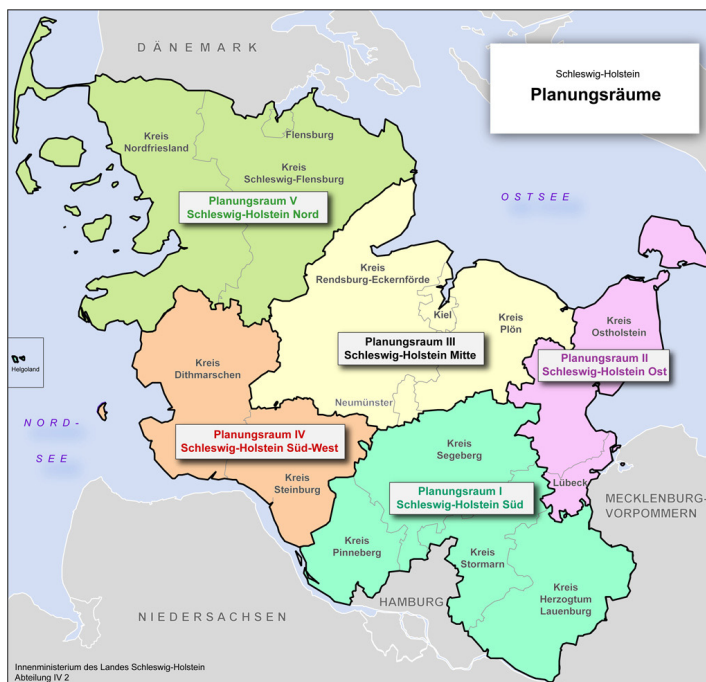 DÄNEMARK
Schleswig-Holstein
Planungsräume
Kreis
Nordfriesland
Flensburg
Kreis
Schleswig-Flensburg
Planungsraum V
Schleswig-Holstein Nord
OSTSEE
Kreis
Rendsburg-Eckernförde
Kiel
Kreis
Plön
Kreis
Ostholstein
Planungsraum III
Schleswig-Holstein Mitte
Planungsraum II
Schleswig-Holstein Ost
Helgoland
Kreis
Dithmarschen
Neumünster
NORD-
SEE
Planungsraum IV
Schleswig-Holstein Süd-West
Kreis
Segeberg
Kreis
Steinburg
Planungsraum I
Schleswig-Holstein Süd
Lübeck
MECKLENBURG-
VORPOMMERN
Kreis
Pinneberg
Kreis
Stormarn
Kreis
Herzogtum
Lauenburg
HAMBURG
NIEDERSACHSEN
Innenministerium des Landes Schleswig-Holstein
Abteilung IV 2